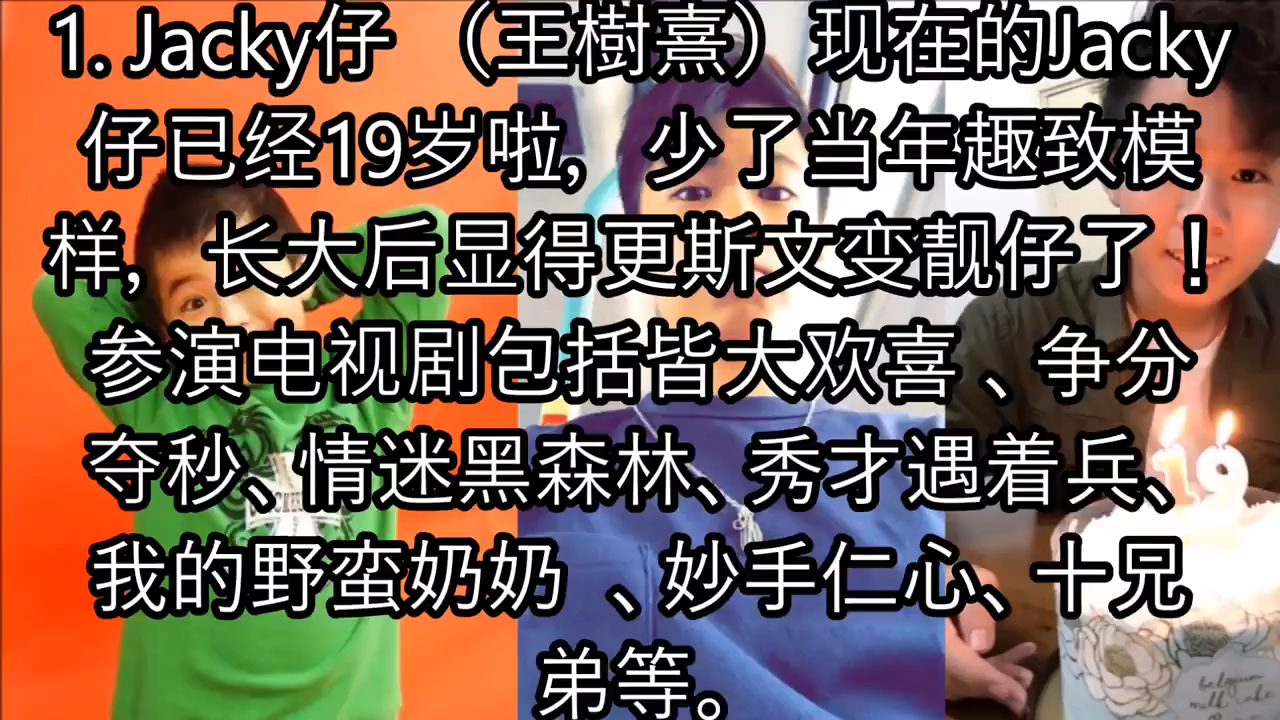 1. Jacky仔 （王樹熹） 现在的Jacky
仔已经19岁啦， 少了当年趣致模
样， 长大后显得更斯文变靓仔了！
参演电视剧包括皆大欢喜 、争分
夺秒、情迷黑森林、秀才遇着兵、
我的野蛮奶奶 、妙手仁心、十兄
弟等。
19
belgium
milk cake